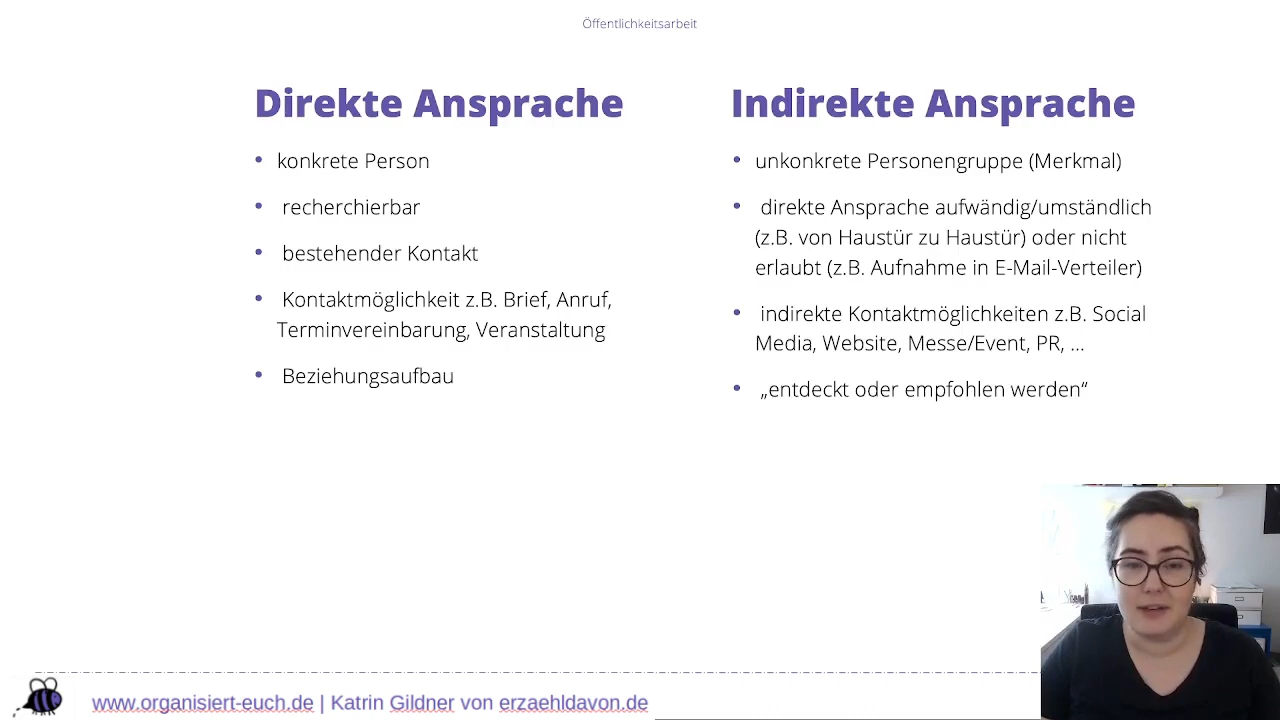 Öffentlichkeitsarbeit
Direkte Ansprache
• konkrete Person
• recherchierbar
• bestehender Kontakt
• Kontaktmöglichkeit z.B. Brief, Anruf,
Terminvereinbarung, Veranstaltung
• Beziehungsaufbau
Indirekte Ansprache
• unkonkrete Personengruppe (Merkmal)
• direkte Ansprache aufwändig/umständlich
(z.B. von Haustür zu Haustür) oder nicht
erlaubt (z.B. Aufnahme in E-Mail-Verteiler)
• indirekte Kontaktmöglichkeiten z.B. Social
Media, Website, Messe/Event, PR, ...
• „entdeckt oder empfohlen werden“
www.organisiert-euch.de | Katrin Gildner von erzaehldavon.de